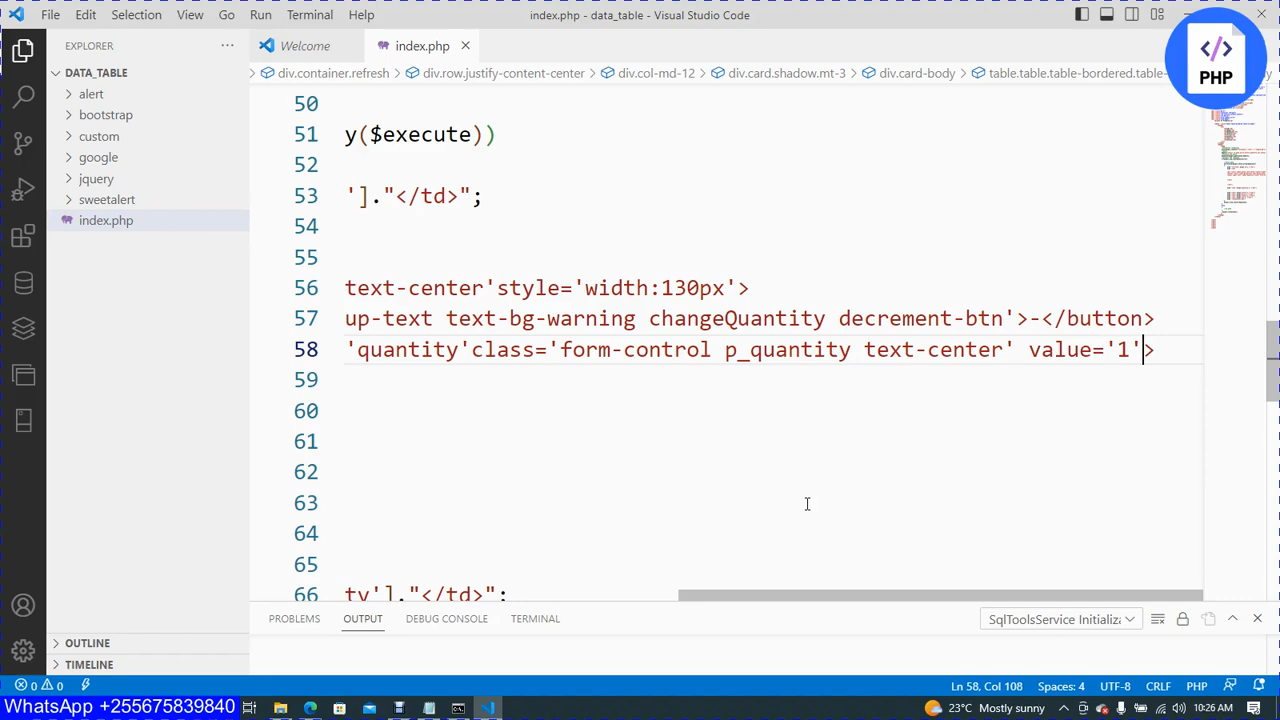 File Edit Selection View Go Run Terminal Help
index.php - data_table - Visual Studio Code
EXPLORER
Welcome
index.php
</>
PHP
DATA_TABLE
div.container.refresh
div.row.justify-content-center
div.col-md-12
div.card.shadow.mt-3
div.card-body
table.table.table-bordered.table-
alert
bootstrap
custom
google
jquery
sweetalert
index.php
50
51 y($execute))
52
53 ']."</td>";
54
55
56 text-center'style='width:130px'>
57 up-text text-bg-warning changeQuantity decrement-btn'>-</button>
58 'quantity'class='form-control p_quantity text-center' value='1'>
59
60
61
62
63
64
65
66 ty']."</td>";
PROBLEMS OUTPUT DEBUG CONSOLE TERMINAL
SqlToolsService Initializa
OUTLINE
TIMELINE
0 0
Ln 58, Col 108 Spaces: 4 UTF-8 CRLF PHP
WhatsApp +255675839840
23°C Mostly sunny
10:26 AM